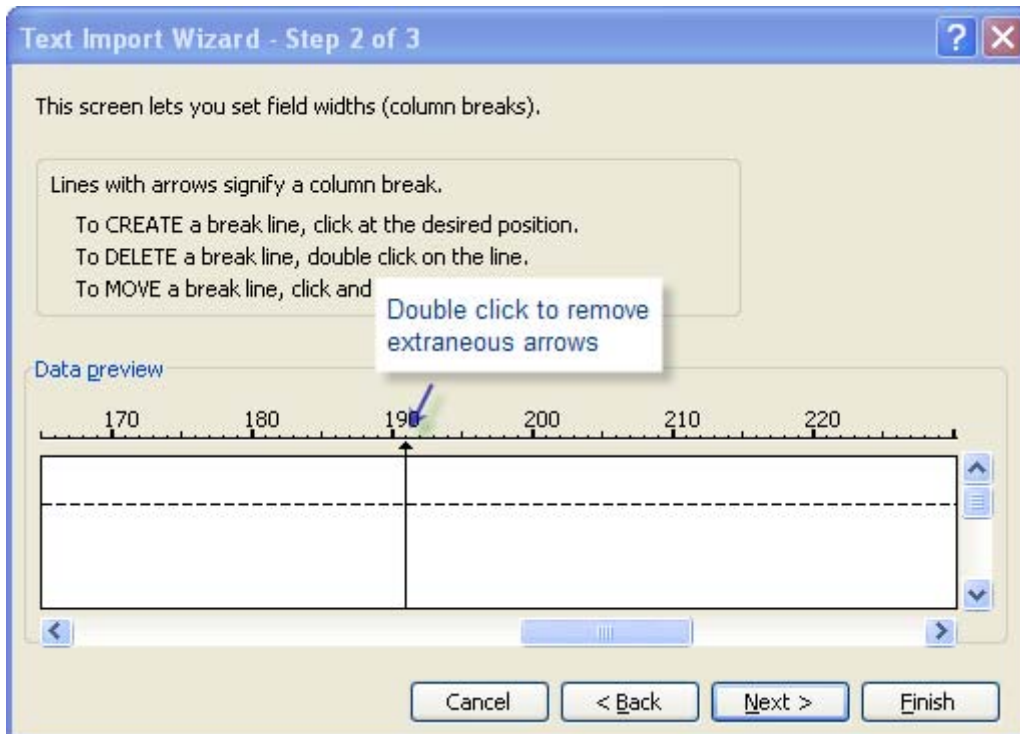 Text Import Wizard - Step 2 of 3
?
This screen lets you set field widths (column breaks).
Lines with arrows signify a column break.
To CREATE a break line, click at the desired position.
To DELETE a break line, double click on the line.
To MOVE a break line, click and
Double click to remove
extraneous arrows
Data preview
170 180 190 200 210 220
Cancel < Back Next > Finish